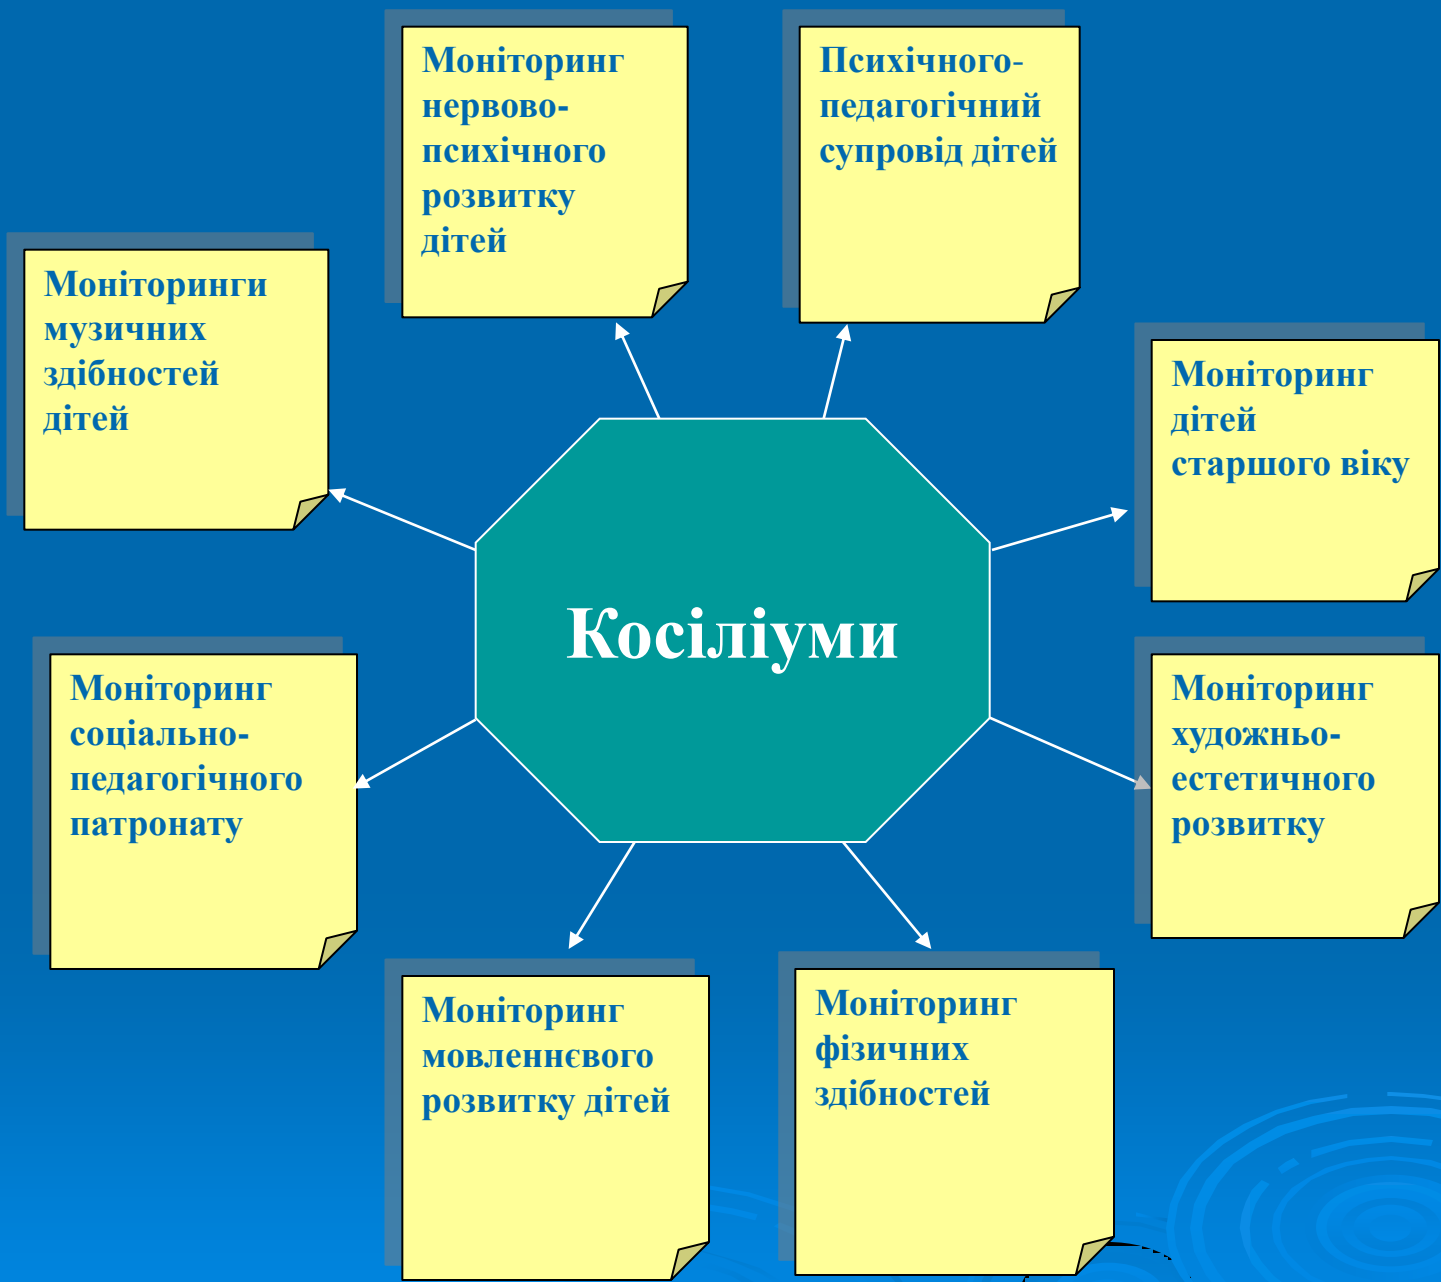 Моніторинг
нервово-
психічного
розвитку
дітей
Психічного-
педагогічний
супровід дітей
Моніторинги
музичних
здібностей
дітей
Моніторинг
дітей
старшого віку
Косіліуми
Моніторинг
соціально-
педагогічного
патронату
Моніторинг
художньо-
естетичного
розвитку
Моніторинг
мовленнєвого
розвитку дітей
Моніторинг
фізичних
здібностей